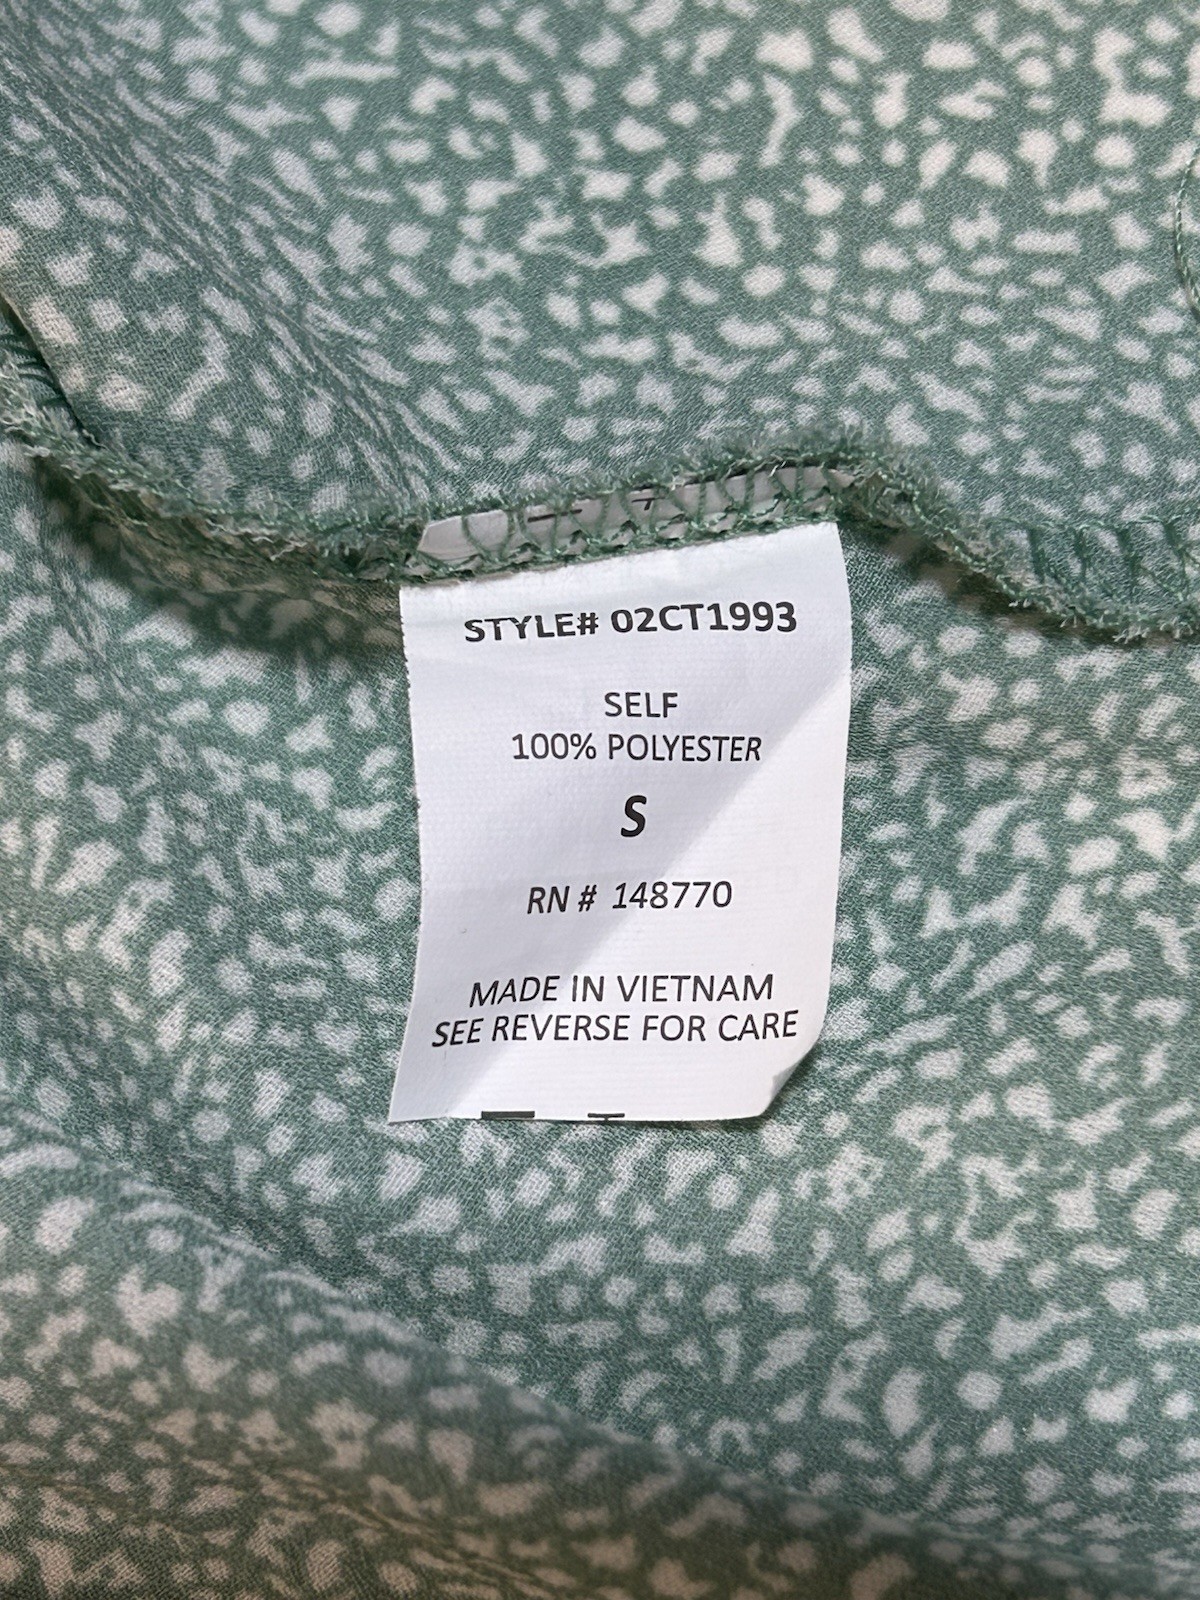 STYLE# 02CT1993
SELF
100% POLYESTER
S
RN # 148770
MADE IN VIETNAM
SEE REVERSE FOR CARE